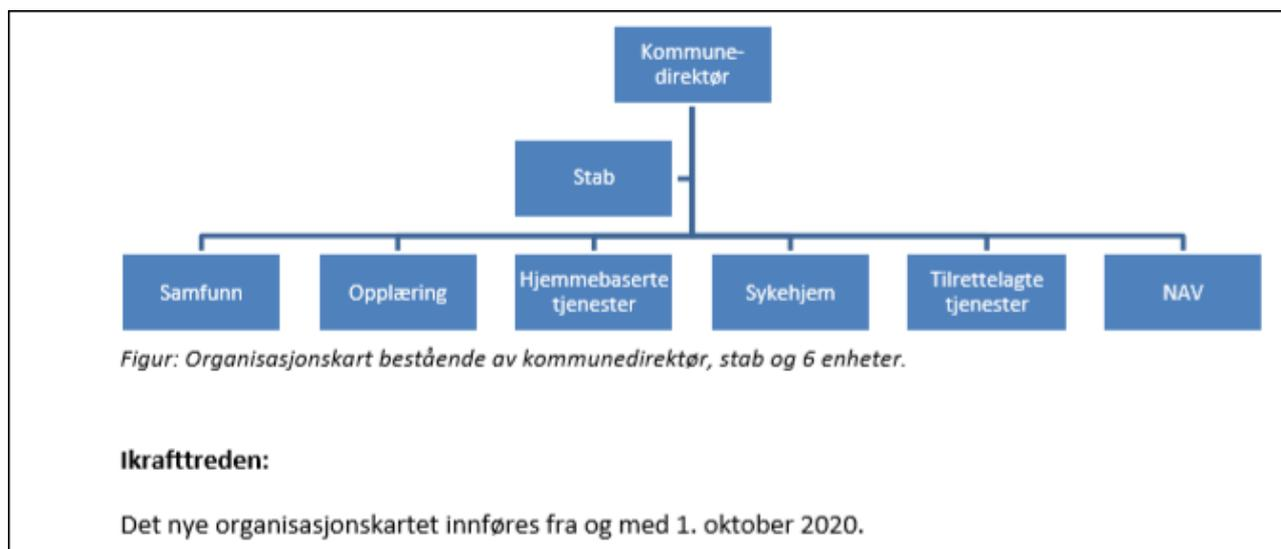 Kommune-
direktør
Stab
Samfunn
Opplæring
Hjemmebaserte
tjenester
Sykehjem
Tilrettelagte
tjenester
NAV
Figur: Organisasjonskart bestående av kommunedirektør, stab og 6 enheter.
Ikrafttreden:
Det nye organisasjonskartet innføres fra og med 1. oktober 2020.